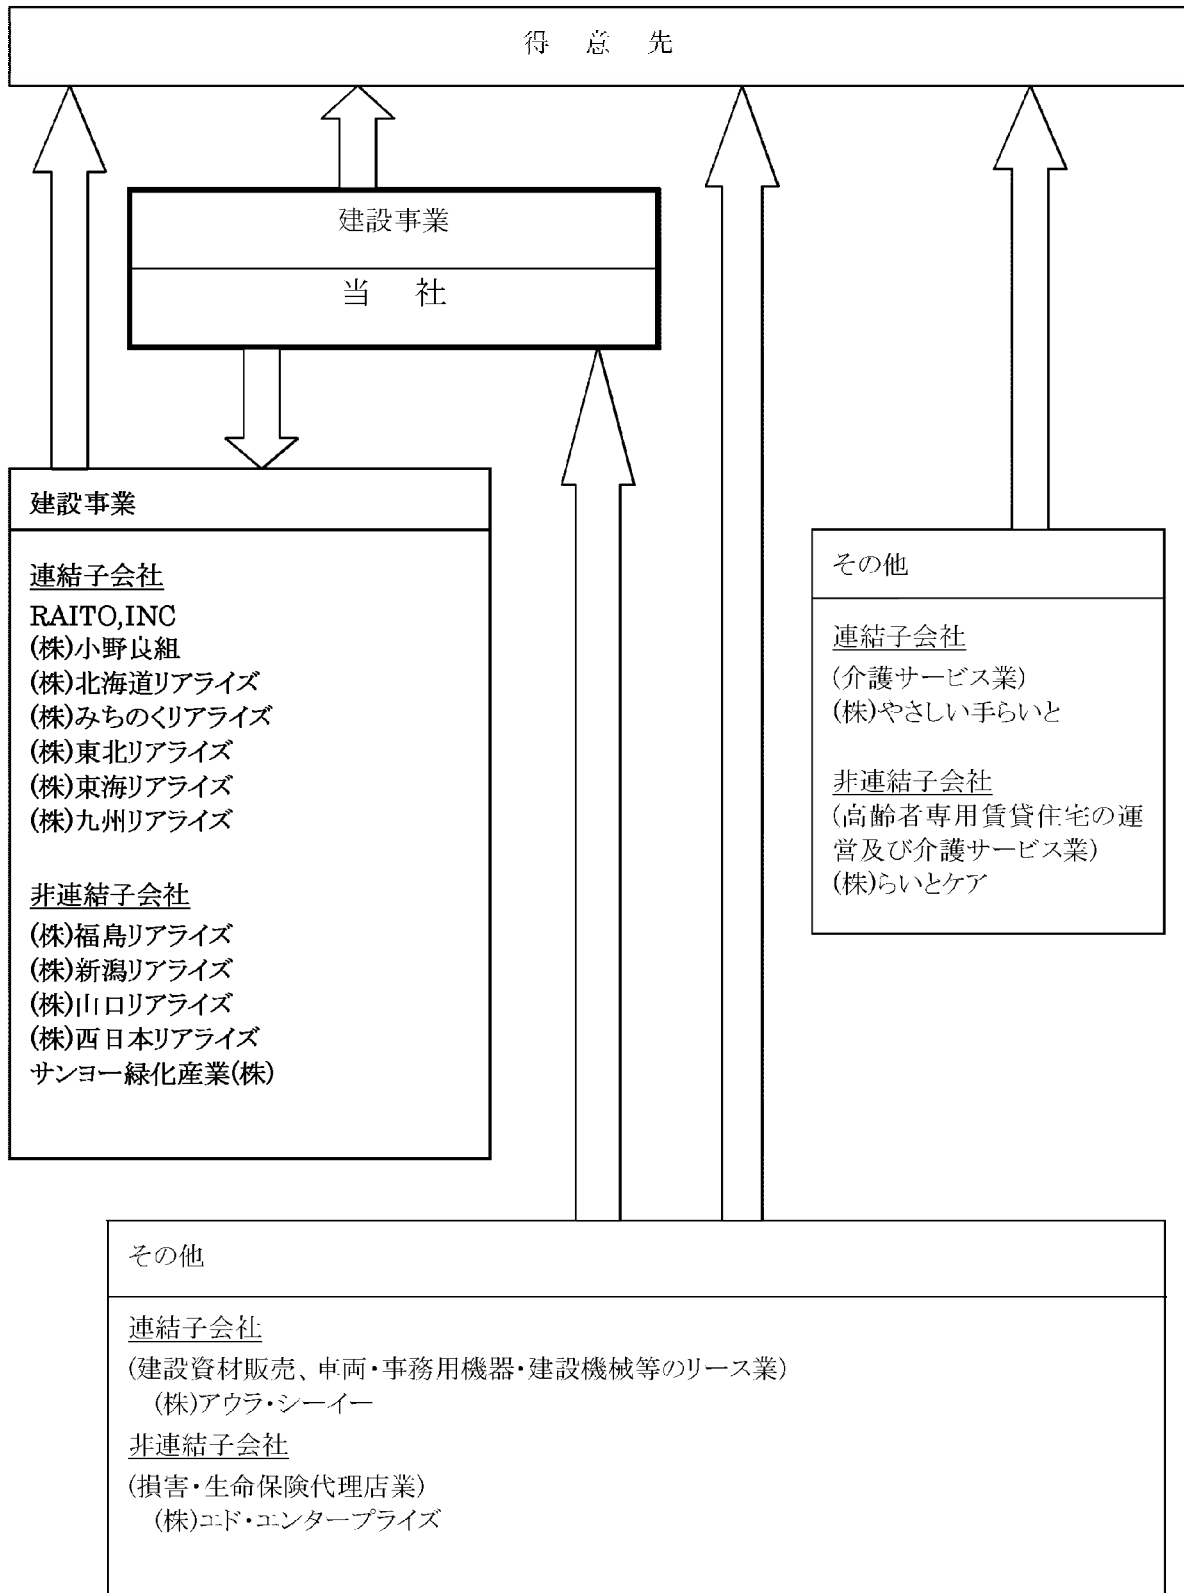 得意先
建設事業
当社
建設事業
連結子会社
RAITO,INC
(株)小野良組
(株)北海道リアライズ
(株)みちのくリアライズ
(株)東北リアライズ
(株)東海リアライズ
(株)九州リアライズ
非連結子会社
(株)福島リアライズ
(株)新潟リアライズ
(株)山口リアライズ
(株)西日本リアライズ
サンヨー緑化産業(株)
その他
連結子会社
(介護サービス業)
(株)やさしい手らいと
非連結子会社
(高齢者専用賃貸住宅の運
営及び介護サービス業)
(株)らいとケア
その他
連結子会社
(建設資材販売、車両・事務用機器・建設機械等のリース業)
(株)アウラ・シーイー
非連結子会社
(損害・生命保険代理店業)
(株)エド・エンタープライズ